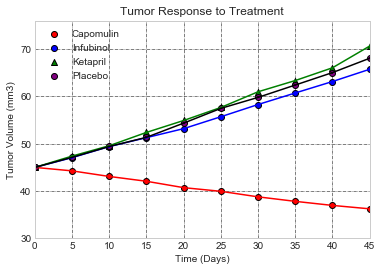 Tumor Response to Treatment
Capomulin
Infubinol
Ketapril
Placebo
Tumor Volume (mm3)
70
60
50
40
30
0 5 10 15 20 25 30 35 40 45
Time (Days)